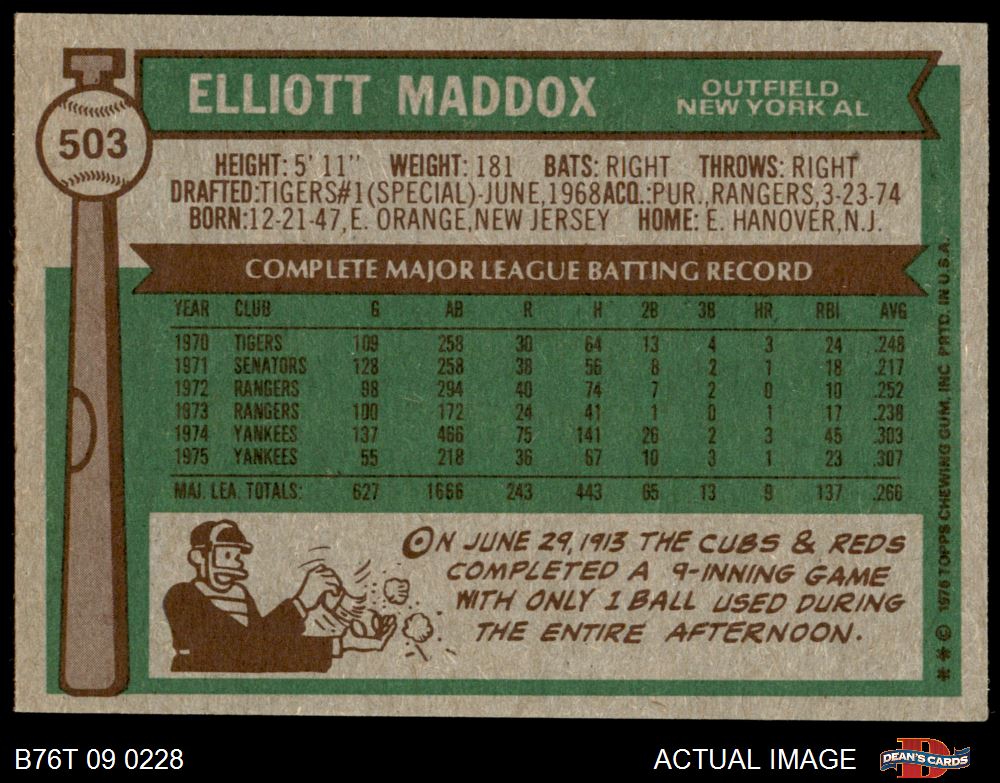 503
ELLIOTT MADDOX
OUTFIELD
NEW YORK AL
HEIGHT: 5' 11" WEIGHT: 181 BATS: RIGHT THROWS: RIGHT
DRAFTED:TIGERS#1(SPECIAL)-JUNE,1968 ACQ.:PUR.,RANGERS,3-23-74
BORN:12-21-47,E. ORANGE,NEW JERSEY HOME: E. HANOVER,N.J.
COMPLETE MAJOR LEAGUE BATTING RECORD
YEAR CLUB G AB R H 2B 3B HR RBI AVG
1970 TIGERS 109 258 30 64 13 4 3 24 .248
1971 SENATORS 128 258 38 56 8 2 1 18 .217
1972 RANGERS 98 294 40 74 7 2 0 10 .252
1973 RANGERS 100 172 24 41 1 0 1 17 .238
1974 YANKEES 137 466 75 141 26 2 3 45 .303
1975 YANKEES 55 218 36 67 10 3 1 23 .307
MAJ. LEA. TOTALS: 627 1666 243 443 65 13 9 137 .266
ON JUNE 29, 1913 THE CUBS & REDS
COMPLETED A 9-INNING GAME
WITH ONLY 1 BALL USED DURING
THE ENTIRE AFTERNOON.
** © 1976 TOPPS CHEWING GUM, INC PRTD. IN U.S.A.
B76T 09 0228
ACTUAL IMAGE
D
DEAN'S CARDS